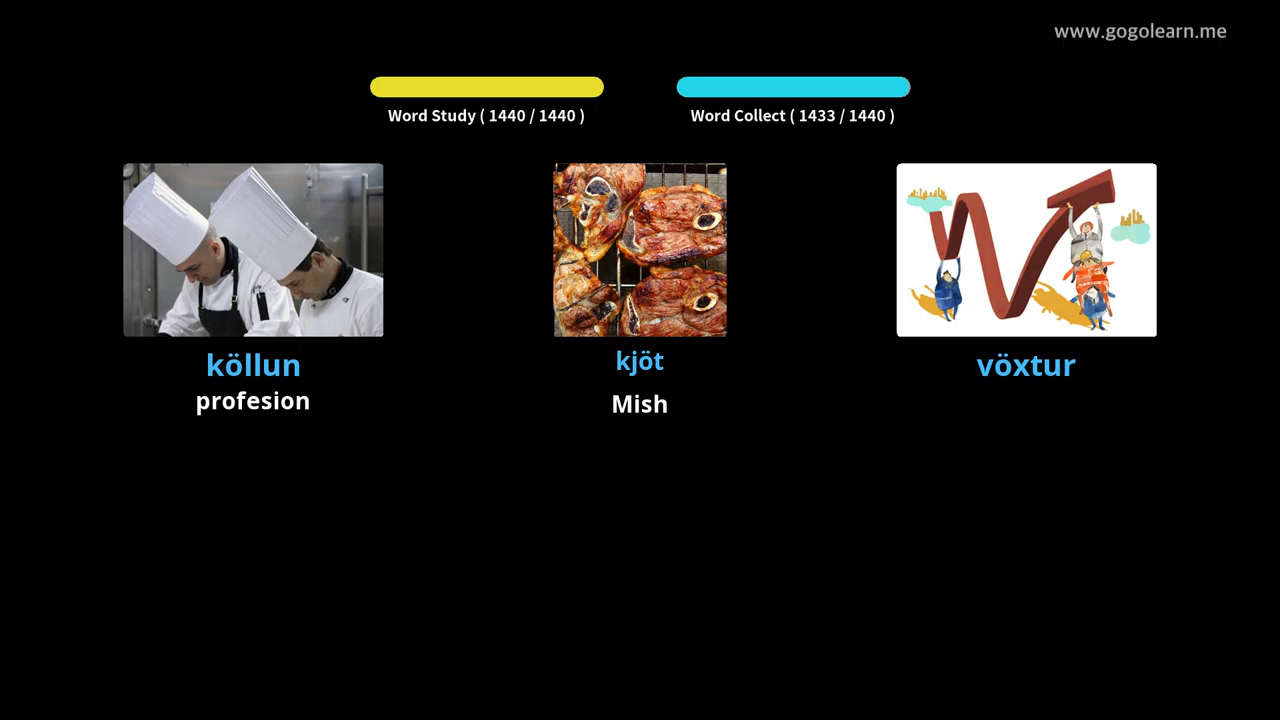 www.gogolearn.me
Word Study ( 1440 / 1440 )
Word Collect ( 1433 / 1440 )
köllun
kjöt
vöxtur
profesion
Mish